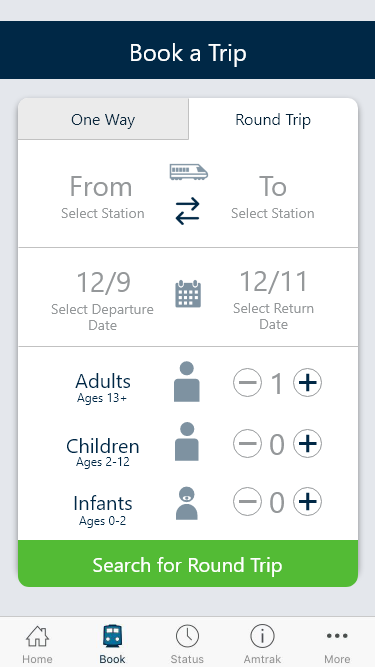 Book a Trip
One Way
Round Trip
From
To
Select Station
Select Station
12/9
12/11
Select Departure
Date
Select Return
Date
Adults
Ages 13+
1
Children
Ages 2-12
0
Infants
Ages 0-2
0
Search for Round Trip
Home
Book
Status
Amtrak
More